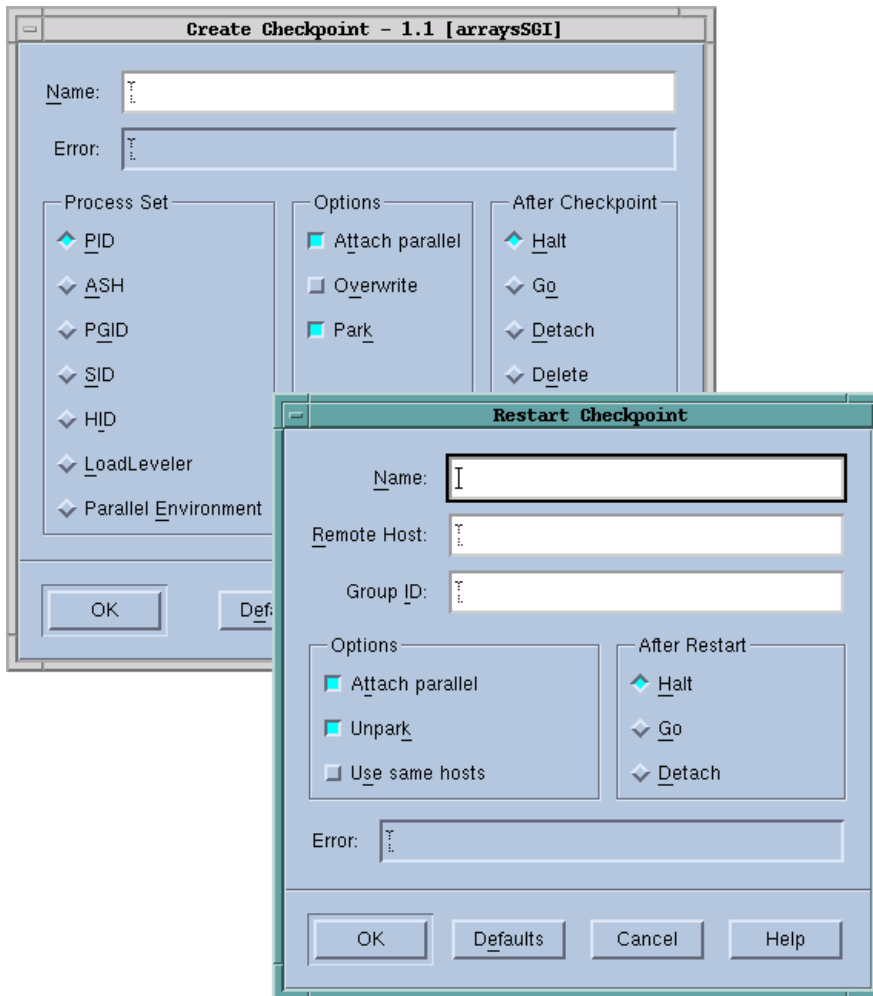 Create Checkpoint - 1.1 [arraysSGI]
Name:
Error:
Process Set
PID
ASH
PGID
SID
HID
LoadLeveler
Parallel Environment
Options
Attach parallel
Overwrite
Park
After Checkpoint
Halt
Go
Detach
Delete
OK
Restart Checkpoint
Name:
Remote Host:
Group ID:
Options
Attach parallel
Unpark
Use same hosts
After Restart
Halt
Go
Detach
Error:
OK
Defaults
Cancel
Help